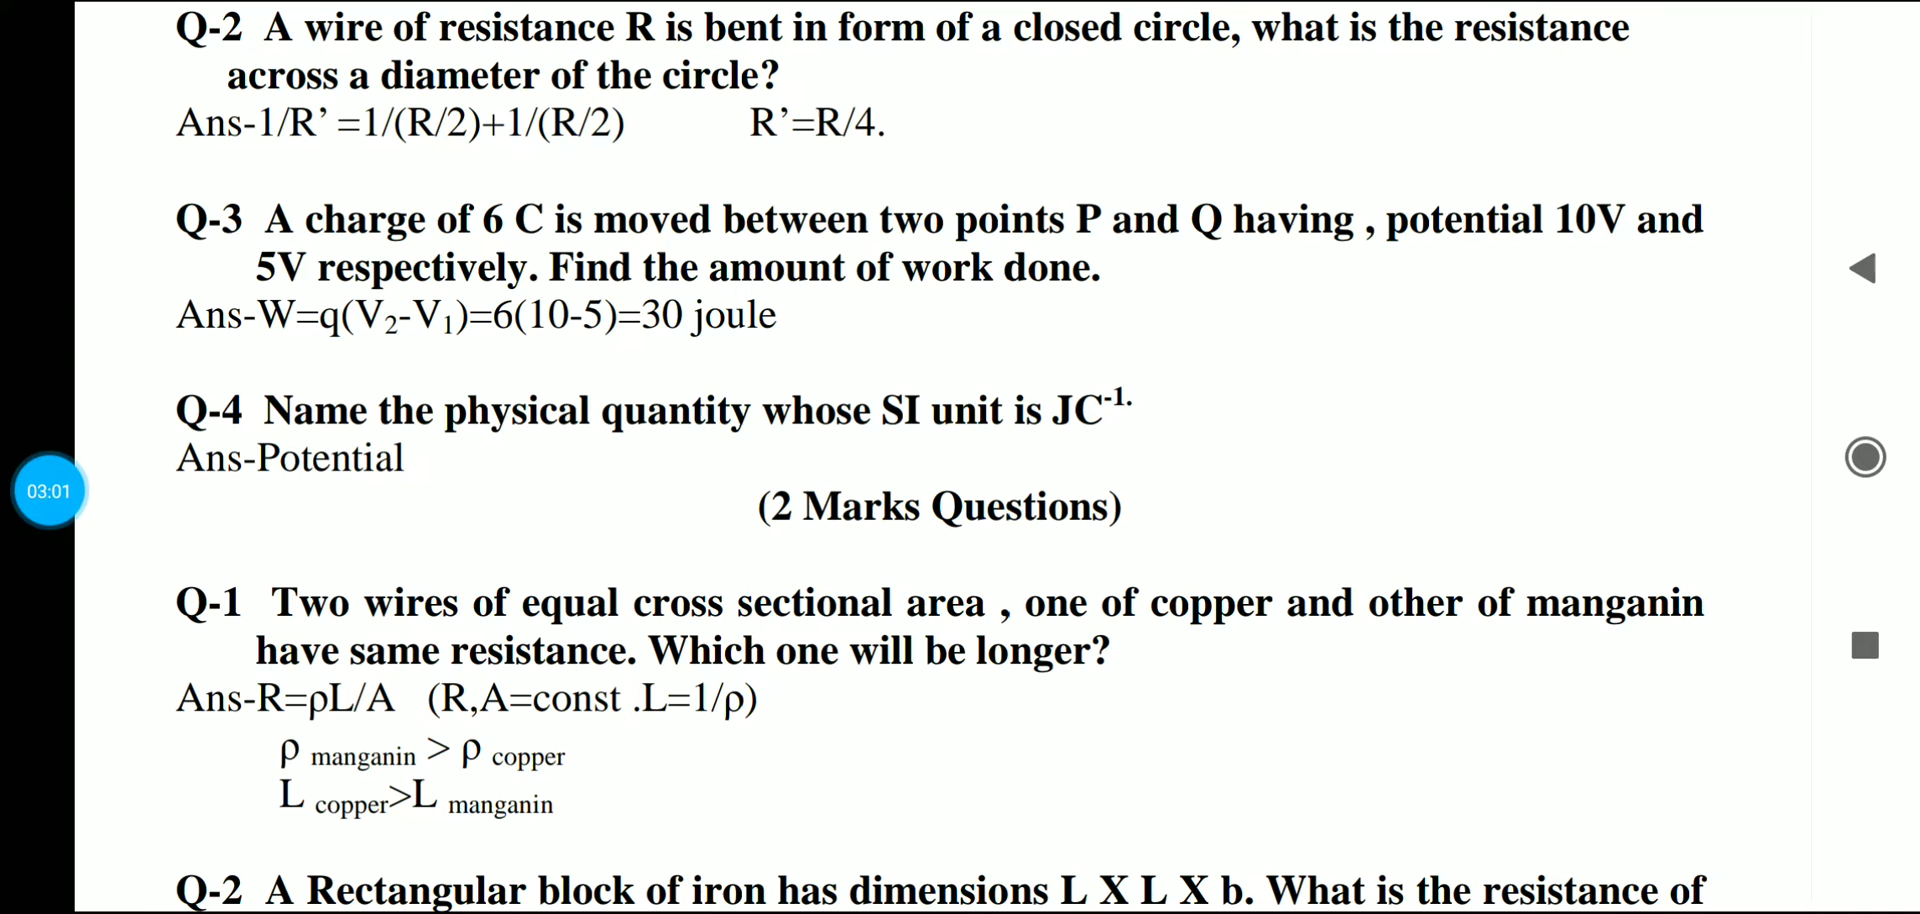 Q-2 A wire of resistance R is bent in form of a closed circle, what is the resistance
across a diameter of the circle?
Ans-1/R’ =1/(R/2)+1/(R/2) R’=R/4.
Q-3 A charge of 6 C is moved between two points P and Q having , potential 10V and
5V respectively. Find the amount of work done.
Ans-W=q(V₂-V₁)=6(10-5)=30 joule
Q-4 Name the physical quantity whose SI unit is JC⁻¹.
Ans-Potential
03:01
(2 Marks Questions)
Q-1 Two wires of equal cross sectional area , one of copper and other of manganin
have same resistance. Which one will be longer?
Ans-R=ρL/A (R,A=const .L=1/ρ)
ρ manganin > ρ copper
L copper>L manganin
Q-2 A Rectangular block of iron has dimensions L X L X b. What is the resistance of